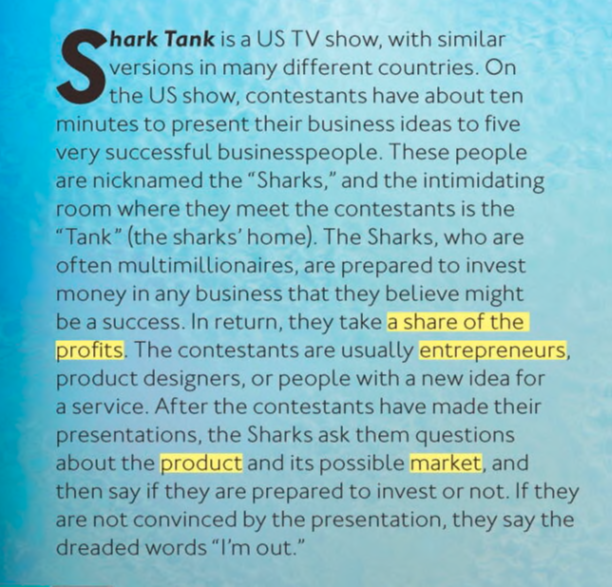 Shark Tank is a US TV show, with similar
versions in many different countries. On
the US show, contestants have about ten
minutes to present their business ideas to five
very successful businesspeople. These people
are nicknamed the “Sharks,” and the intimidating
room where they meet the contestants is the
“Tank” (the sharks’ home). The Sharks, who are
often multimillionaires, are prepared to invest
money in any business that they believe might
be a success. In return, they take a share of the
profits. The contestants are usually entrepreneurs,
product designers, or people with a new idea for
a service. After the contestants have made their
presentations, the Sharks ask them questions
about the product and its possible market, and
then say if they are prepared to invest or not. If they
are not convinced by the presentation, they say the
dreaded words “I’m out.”